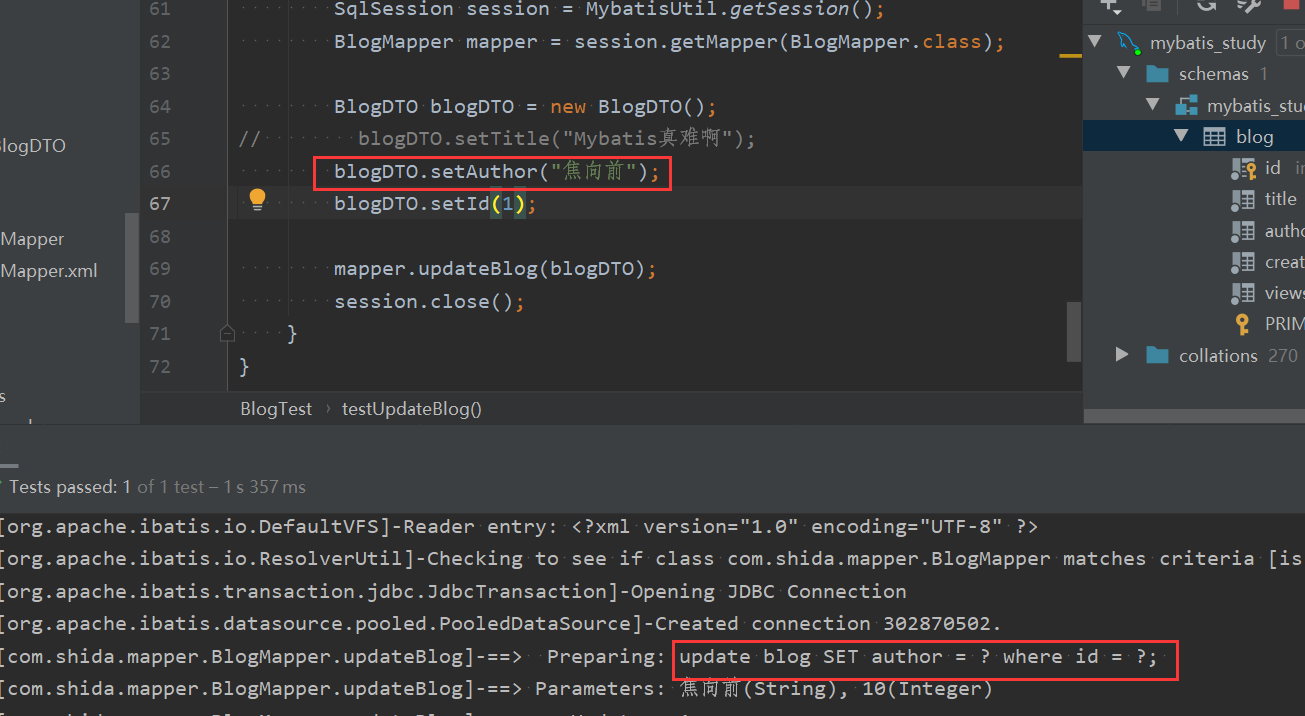 61 SqlSession session = MybatisUtil.getSession();
62 BlogMapper mapper = session.getMapper(BlogMapper.class);
63
64 BlogDTO blogDTO = new BlogDTO();
65 // blogDTO.setTitle("Mybatis真难啊");
66 blogDTO.setAuthor("焦向前");
67 blogDTO.setId(1);
68
69 mapper.updateBlog(blogDTO);
70 session.close();
71 }
72 }
BlogTest › testUpdateBlog()
logDTO
Mapper
Mapper.xml
s
mybatis_study 1 o
schemas 1
mybatis_stu
blog
id in
title
autho
creat
views
PRIM
collations 270
Tests passed: 1 of 1 test – 1 s 357 ms
[org.apache.ibatis.io.DefaultVFS]-Reader entry: <?xml version="1.0" encoding="UTF-8" ?>
[org.apache.ibatis.io.ResolverUtil]-Checking to see if class com.shida.mapper.BlogMapper matches criteria [is
[org.apache.ibatis.transaction.jdbc.JdbcTransaction]-Opening JDBC Connection
[org.apache.ibatis.datasource.pooled.PooledDataSource]-Created connection 302870502.
[com.shida.mapper.BlogMapper.updateBlog]-==> Preparing: update blog SET author = ? where id = ?;
[com.shida.mapper.BlogMapper.updateBlog]-==> Parameters: 焦向前(String), 10(Integer)